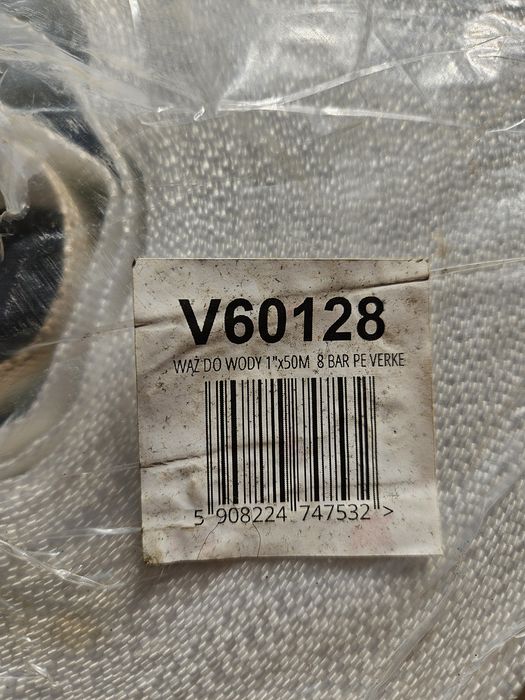 V60128
WĄŻ DO WODY 1"x50M 8 BAR PE VERKE
5 908224 747532 >